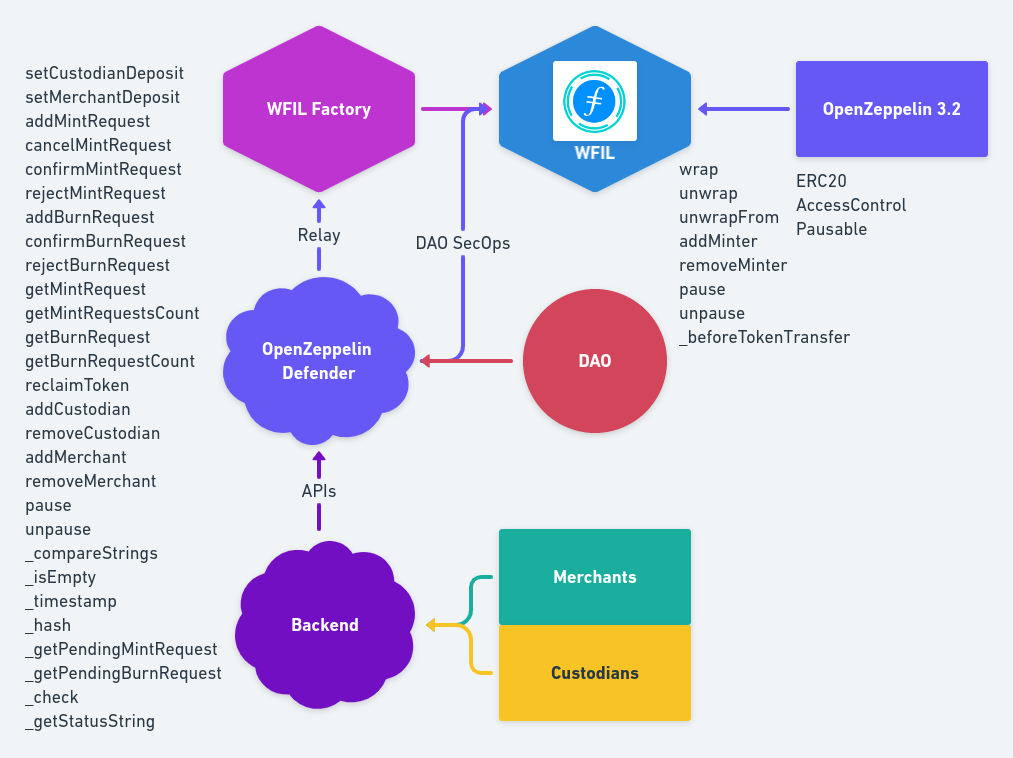 setCustodianDeposit
setMerchantDeposit
addMintRequest
cancelMintRequest
confirmMintRequest
rejectMintRequest
addBurnRequest
confirmBurnRequest
rejectBurnRequest
getMintRequest
getMintRequestsCount
getBurnRequest
getBurnRequestCount
reclaimToken
addCustodian
removeCustodian
addMerchant
removeMerchant
pause
unpause
_compareStrings
_isEmpty
_timestamp
_hash
_getPendingMintRequest
_getPendingBurnRequest
_check
_getStatusString
WFIL Factory
Relay
OpenZeppelin
Defender
APIs
Backend
WFIL
DAO SecOps
DAO
Merchants
Custodians
wrap
unwrap
unwrapFrom
addMinter
removeMinter
pause
unpause
_beforeTokenTransfer
OpenZeppelin 3.2
ERC20
AccessControl
Pausable